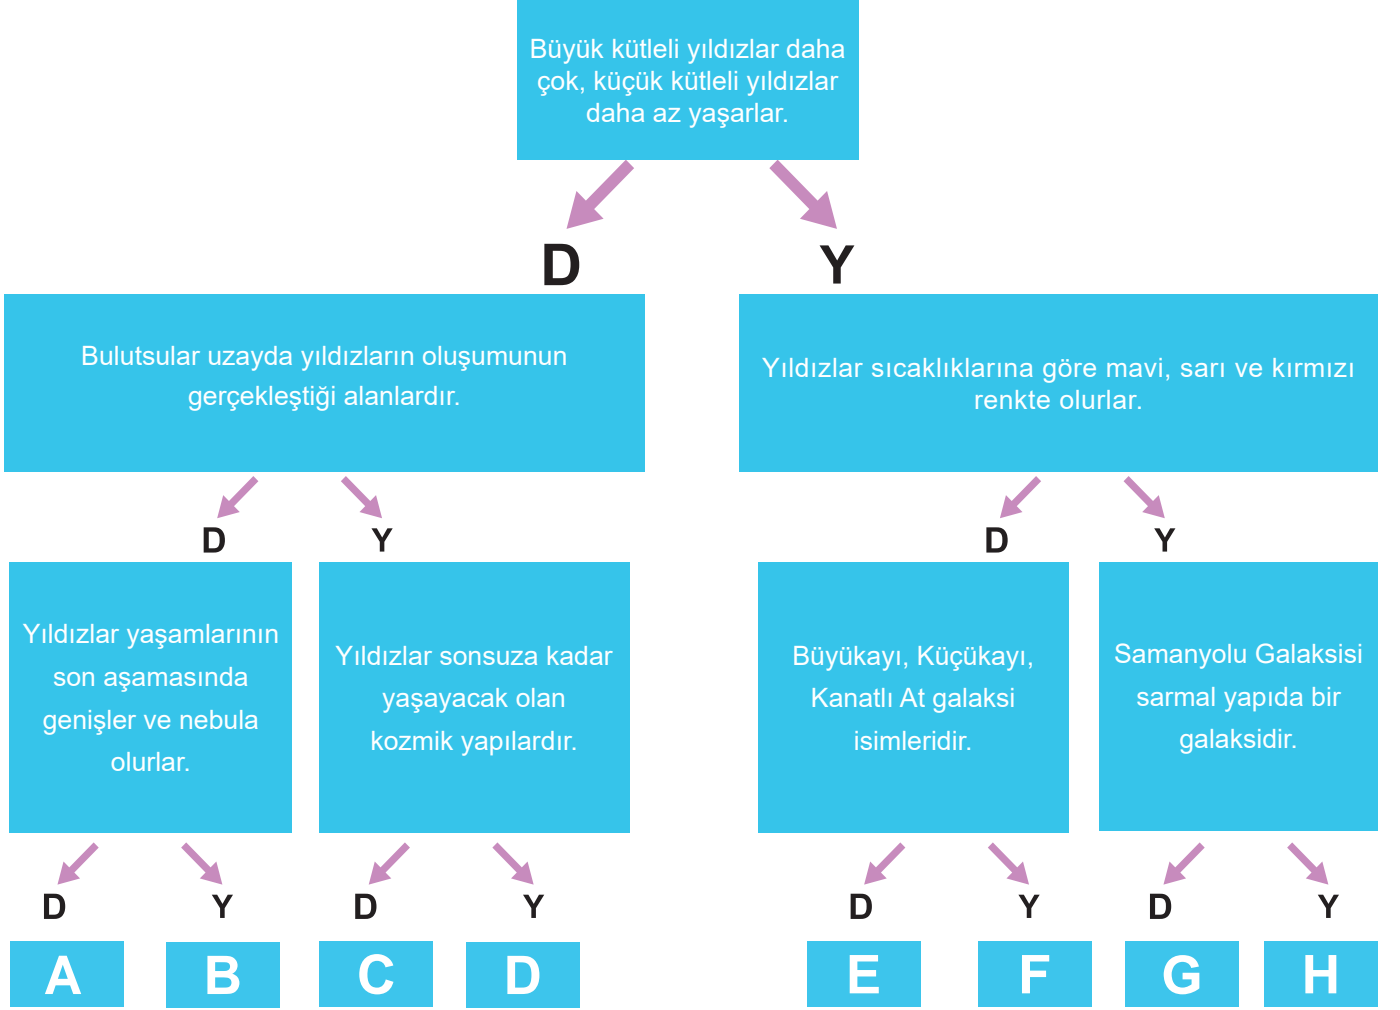 Büyük kütleli yıldızlar daha
çok, küçük kütleli yıldızlar
daha az yaşarlar.
D
Y
Bulutsular uzayda yıldızların oluşumunun
gerçekleştiği alanlardır.
Yıldızlar sıcaklıklarına göre mavi, sarı ve kırmızı
renkte olurlar.
D
Y
D
Y
Yıldızlar yaşamlarının
son aşamasında
genişler ve nebula
olurlar.
Yıldızlar sonsuza kadar
yaşayacak olan
kozmik yapılardır.
Büyükayı, Küçükayı,
Kanatlı At galaksi
isimleridir.
Samanyolu Galaksisi
sarmal yapıda bir
galaksidir.
D
Y
D
Y
D
Y
D
Y
A
B
C
D
E
F
G
H